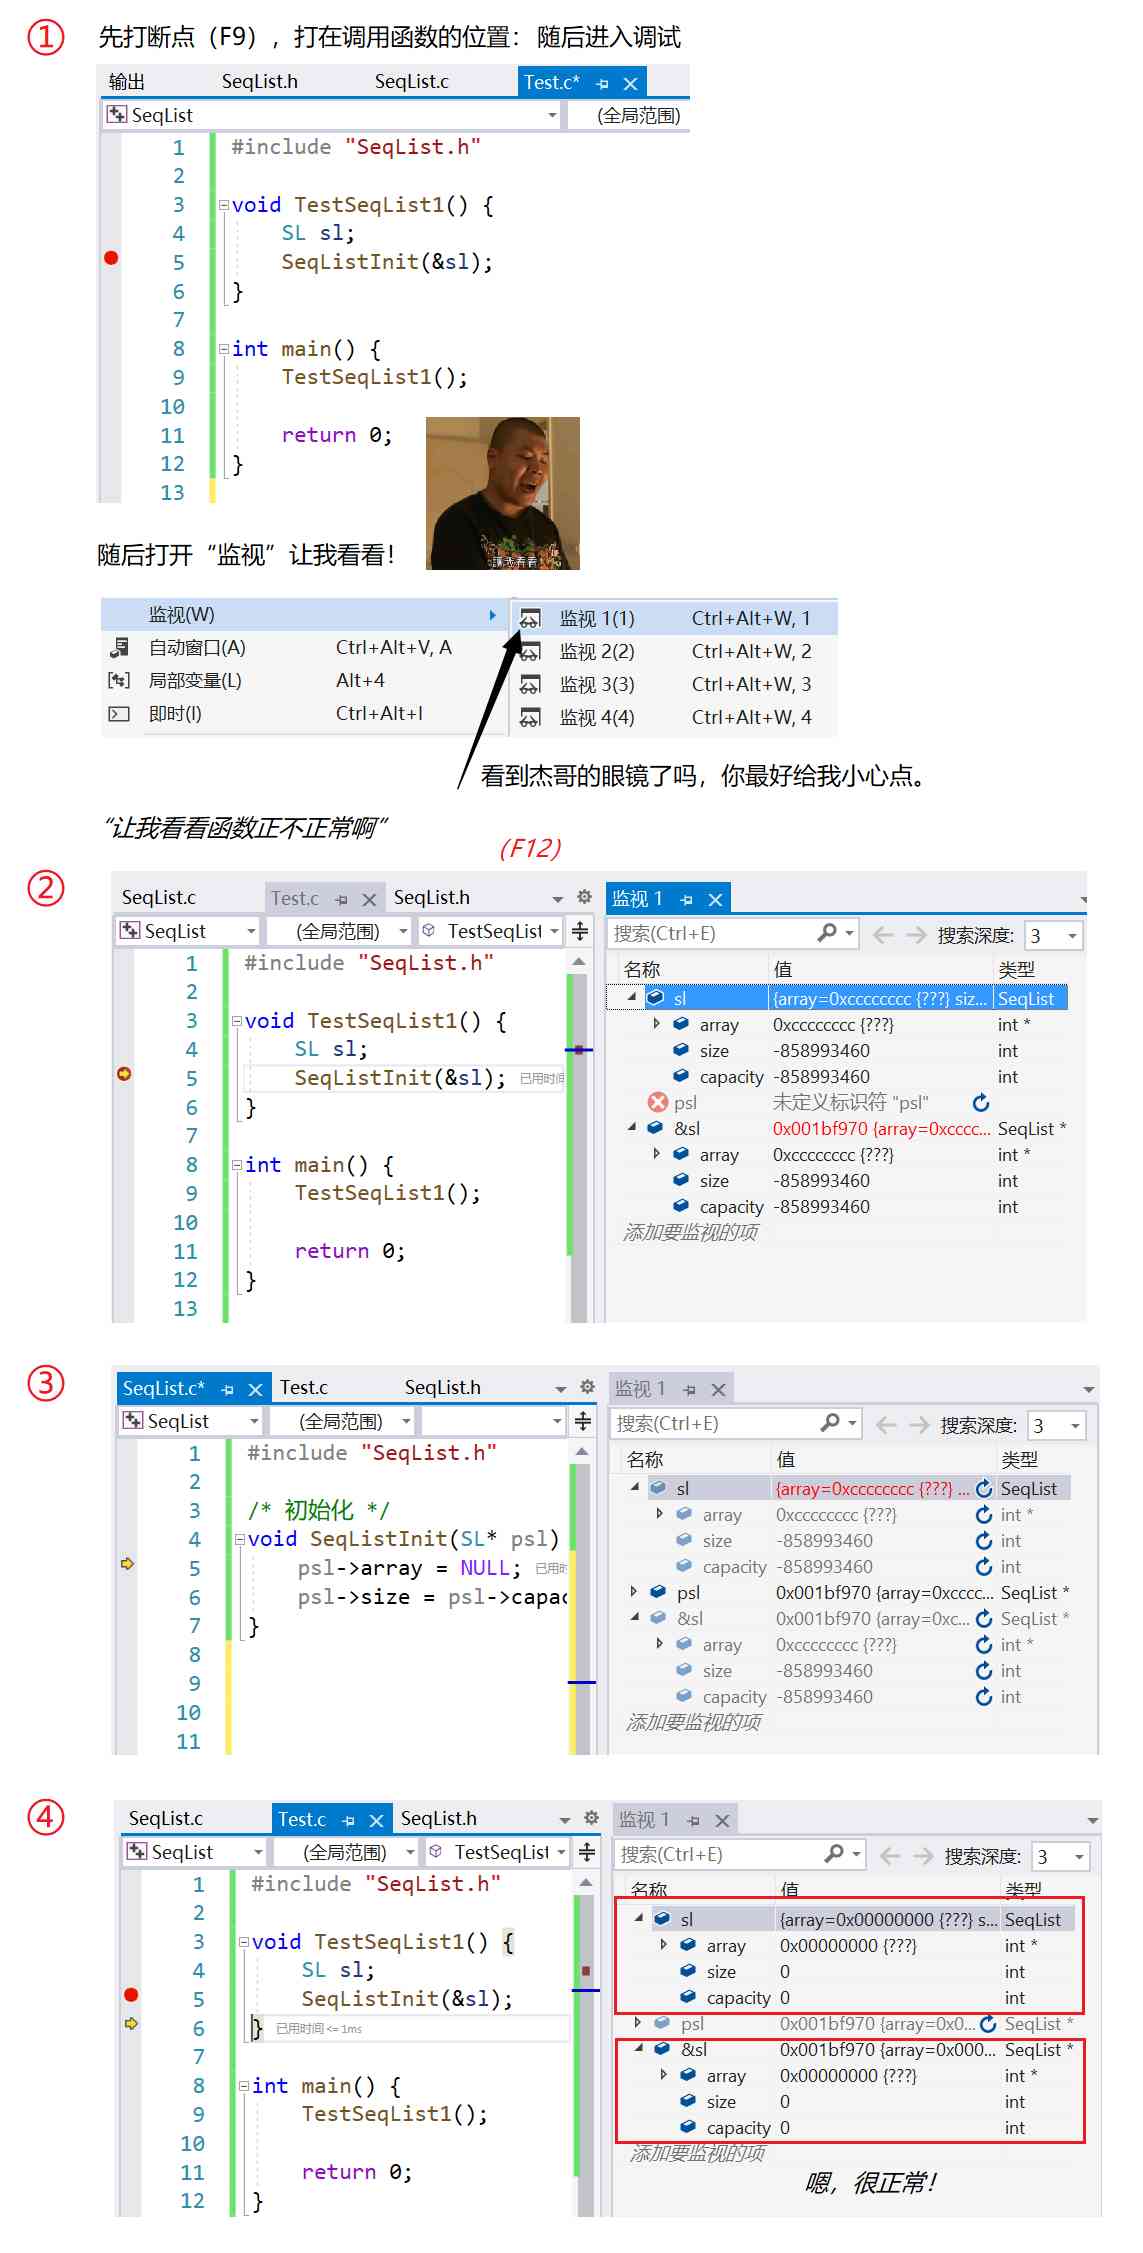 ① 先打断点（F9），打在调用函数的位置：随后进入调试
输出 SeqList.h SeqList.c Test.c*
SeqList (全局范围)
1 #include "SeqList.h"
2
3 void TestSeqList1() {
4 SL sl;
5 SeqListInit(&sl);
6 }
7
8 int main() {
9 TestSeqList1();
10
11 return 0;
12 }
13
讓我看看!
随后打开“监视”让我看看！
监视(W) 监视 1(1) Ctrl+Alt+W, 1
自动窗口(A) Ctrl+Alt+V, A 监视 2(2) Ctrl+Alt+W, 2
局部变量(L) Alt+4 监视 3(3) Ctrl+Alt+W, 3
即时(I) Ctrl+Alt+I 监视 4(4) Ctrl+Alt+W, 4
看到杰哥的眼镜了吗，你最好给我小心点。
“让我看看函数正不正常啊”
（F12）
②
SeqList.c Test.c SeqList.h
SeqList (全局范围) TestSeqList
1 #include "SeqList.h"
2
3 void TestSeqList1() {
4 SL sl;
5 SeqListInit(&sl); 已用时间
6 }
7
8 int main() {
9 TestSeqList1();
10
11 return 0;
12 }
13
监视 1
搜索(Ctrl+E) 搜索深度: 3
名称 值 类型
sl {array=0xcccccccc {???} siz... SeqList
array 0xcccccccc {???} int *
size -858993460 int
capacity -858993460 int
psl 未定义标识符 "psl"
&sl 0x001bf970 {array=0xcccc... SeqList *
array 0xcccccccc {???} int *
size -858993460 int
capacity -858993460 int
添加要监视的项
③
SeqList.c* Test.c SeqList.h
SeqList (全局范围)
1 #include "SeqList.h"
2
3 /* 初始化 */
4 void SeqListInit(SL* psl)
5 psl->array = NULL; 已用时
6 psl->size = psl->capac
7 }
8
9
10
11
监视 1
搜索(Ctrl+E) 搜索深度: 3
名称 值 类型
sl {array=0xcccccccc {???} ... SeqList
array 0xcccccccc {???} int *
size -858993460 int
capacity -858993460 int
psl 0x001bf970 {array=0xcccc... SeqList *
&sl 0x001bf970 {array=0xc... SeqList *
array 0xcccccccc {???} int *
size -858993460 int
capacity -858993460 int
添加要监视的项
④
SeqList.c Test.c SeqList.h
SeqList (全局范围) TestSeqList
1 #include "SeqList.h"
2
3 void TestSeqList1() {
4 SL sl;
5 SeqListInit(&sl);
6 } 已用时间 <= 1ms
7
8 int main() {
9 TestSeqList1();
10
11 return 0;
12 }
监视 1
搜索(Ctrl+E) 搜索深度: 3
名称 值 类型
sl {array=0x00000000 {???} s... SeqList
array 0x00000000 {???} int *
size 0 int
capacity 0 int
psl 0x001bf970 {array=0x0... SeqList *
&sl 0x001bf970 {array=0x000... SeqList *
array 0x00000000 {???} int *
size 0 int
capacity 0 int
添加要监视的项
嗯，很正常！